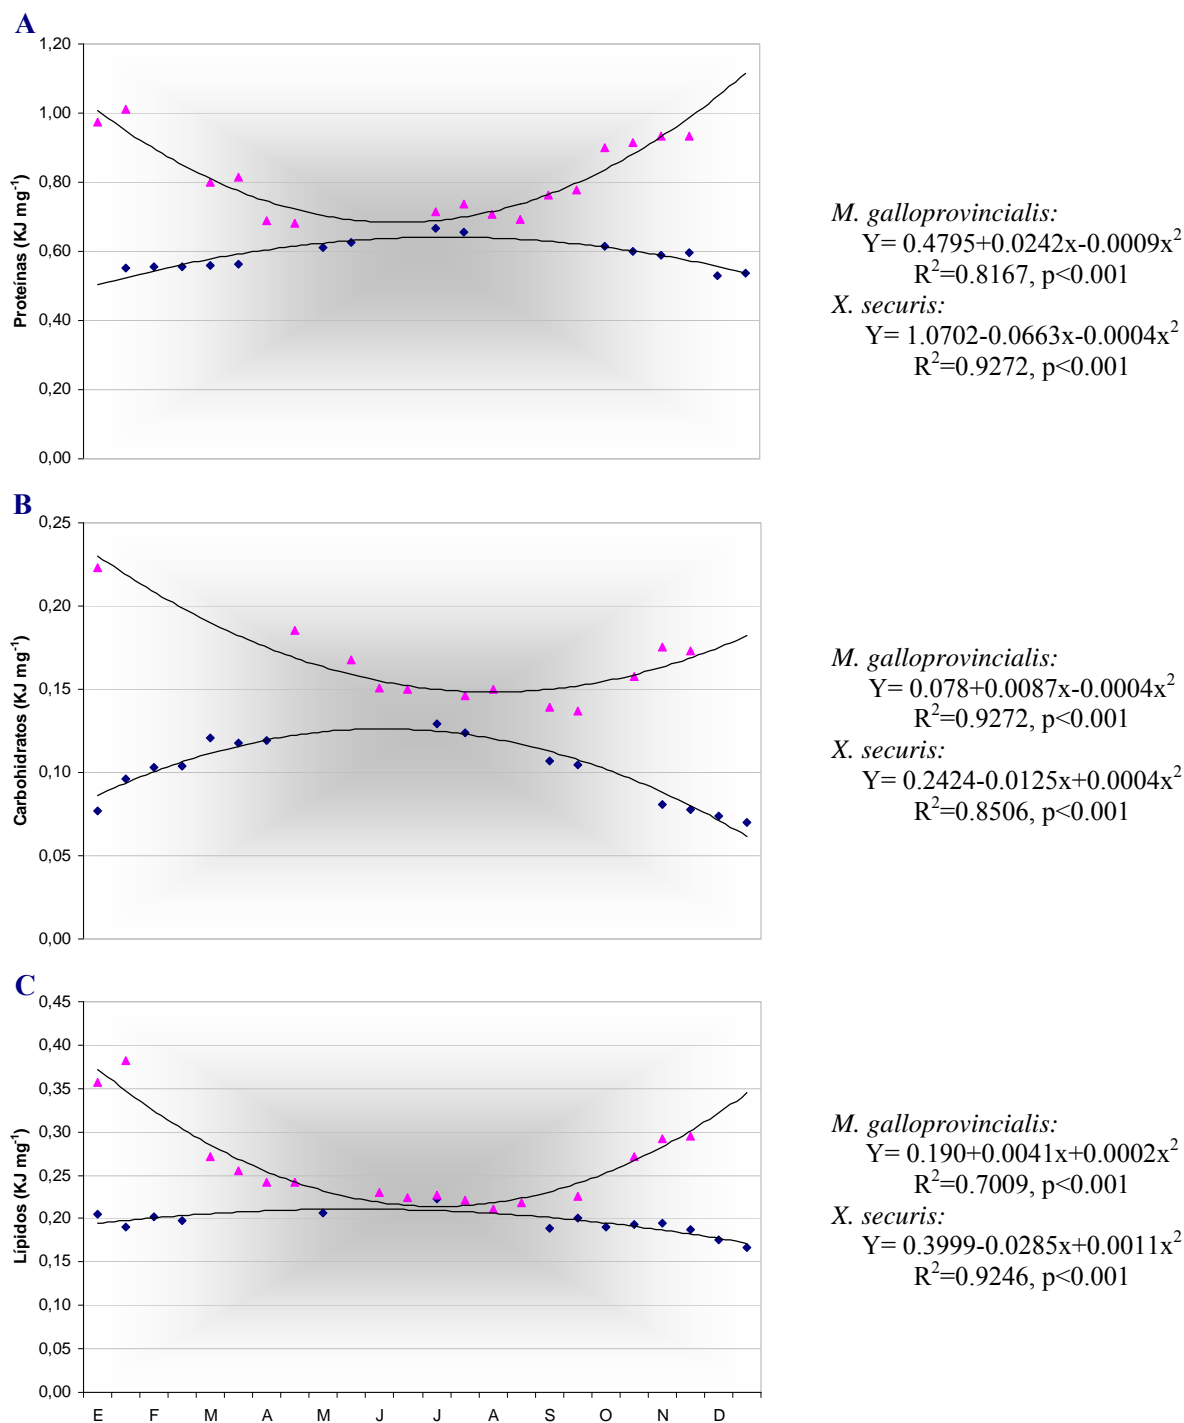 A
1,20
1,00
0,80
0,60
0,40
0,20
0,00
Proteínas (KJ mg-1)
M. galloprovincialis:
Y= 0.4795+0.0242x-0.0009x2
R2=0.8167, p<0.001
X. securis:
Y= 1.0702-0.0663x-0.0004x2
R2=0.9272, p<0.001
B
0,25
0,20
0,15
0,10
0,05
0,00
Carbohidratos (KJ mg-1)
M. galloprovincialis:
Y= 0.078+0.0087x-0.0004x2
R2=0.9272, p<0.001
X. securis:
Y= 0.2424-0.0125x+0.0004x2
R2=0.8506, p<0.001
C
0,45
0,40
0,35
0,30
0,25
0,20
0,15
0,10
0,05
0,00
Lípidos (KJ mg-1)
M. galloprovincialis:
Y= 0.190+0.0041x+0.0002x2
R2=0.7009, p<0.001
X. securis:
Y= 0.3999-0.0285x+0.0011x2
R2=0.9246, p<0.001
E F M A M J J A S O N D